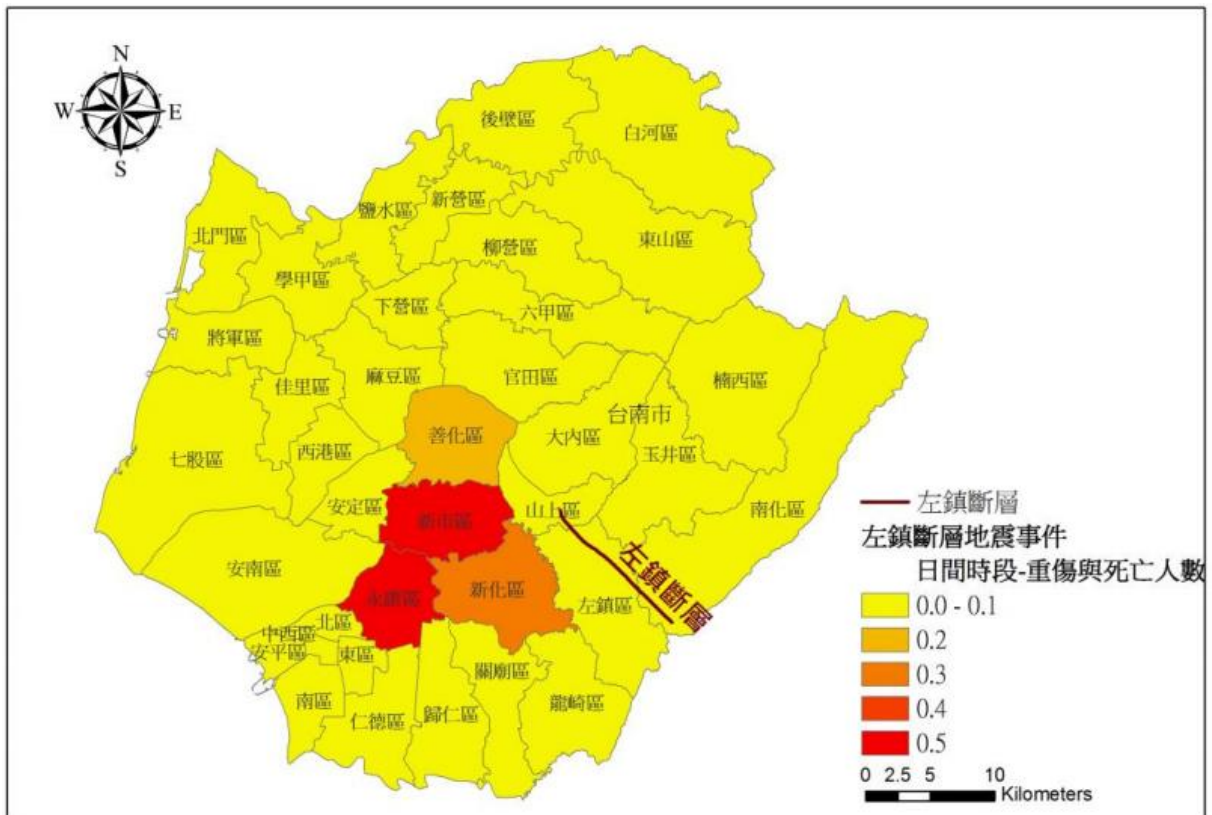 N
W
E
S
後壁區
白河區
新營區
鹽水區
北門區
東山區
柳營區
學甲區
下營區
六甲區
將軍區
官田區
麻豆區
楠西區
佳里區
台南市
善化區
大內區
西港區
玉井區
七股區
安定區
山上區
南化區
新市區
左鎮斷層
安南區
新化區
永康區
左鎮區
北區
中西區
安平區
東區
關廟區
南區
龍崎區
歸仁區
仁德區
左鎮斷層
左鎮斷層地震事件
日間時段-重傷與死亡人數
0.0 - 0.1
0.2
0.3
0.4
0.5
0 2.5 5 10
Kilometers